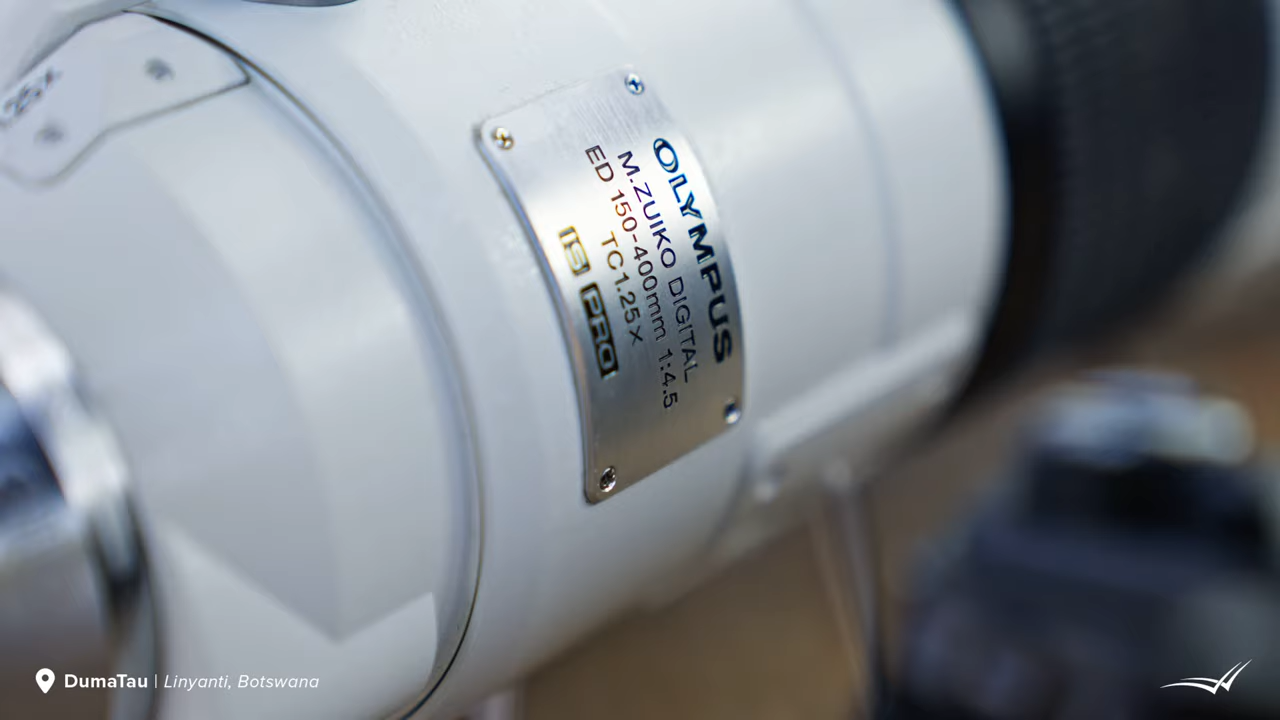 OLYMPUS
M.ZUIKO DIGITAL
ED 150-400mm 1:4.5
TC1.25×
IS PRO
DumaTau | Linyanti, Botswana